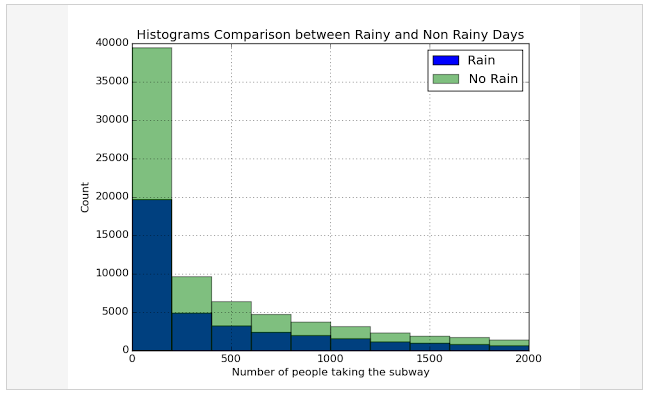 Histograms Comparison between Rainy and Non Rainy Days
Rain
No Rain
40000
35000
30000
25000
20000
15000
10000
5000
0
Count
0 500 1000 1500 2000
Number of people taking the subway